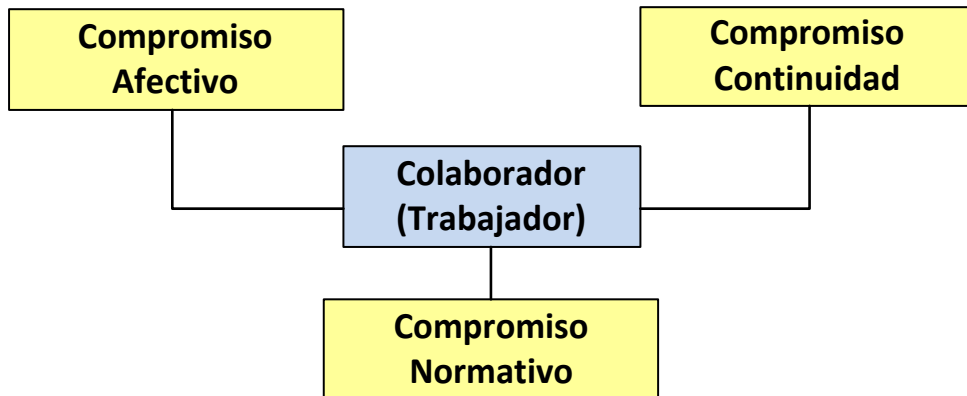 Compromiso
Afectivo
Compromiso
Continuidad
Colaborador
(Trabajador)
Compromiso
Normativo